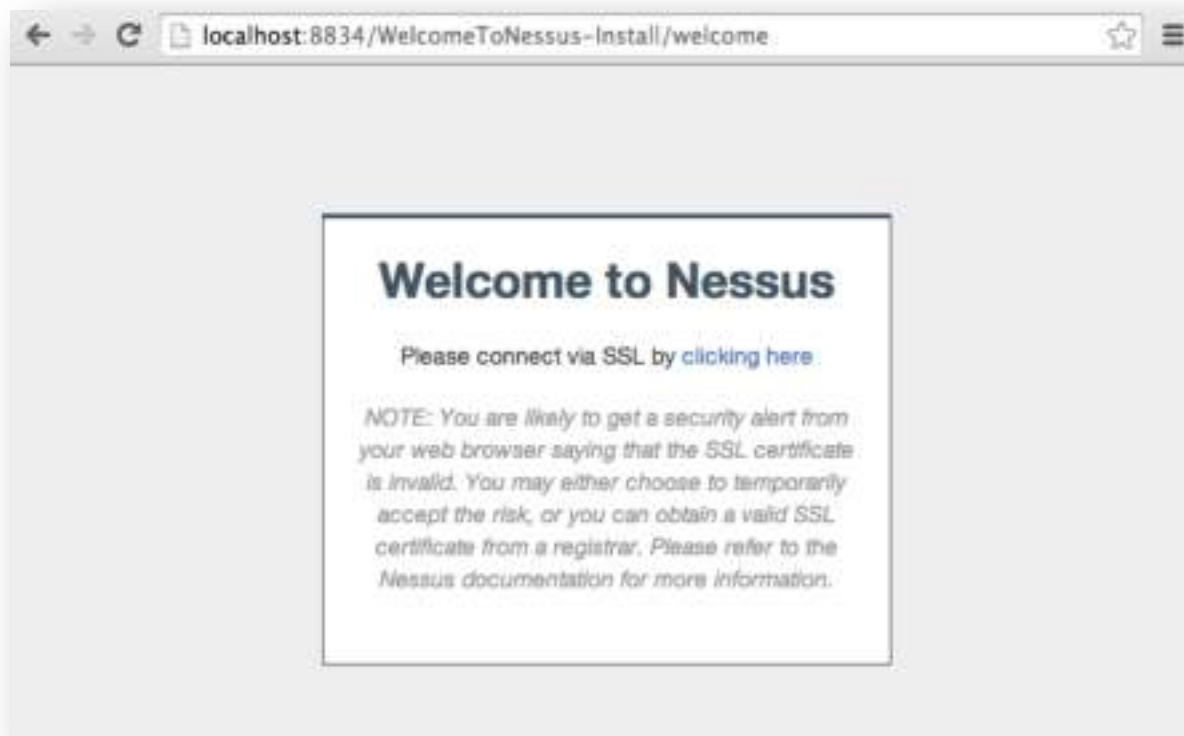 localhost:8834/WelcomeToNessus-Install/welcome
Welcome to Nessus
Please connect via SSL by clicking here
NOTE: You are likely to get a security alert from
your web browser saying that the SSL certificate
is invalid. You may either choose to temporarily
accept the risk, or you can obtain a valid SSL
certificate from a registrar. Please refer to the
Nessus documentation for more information.